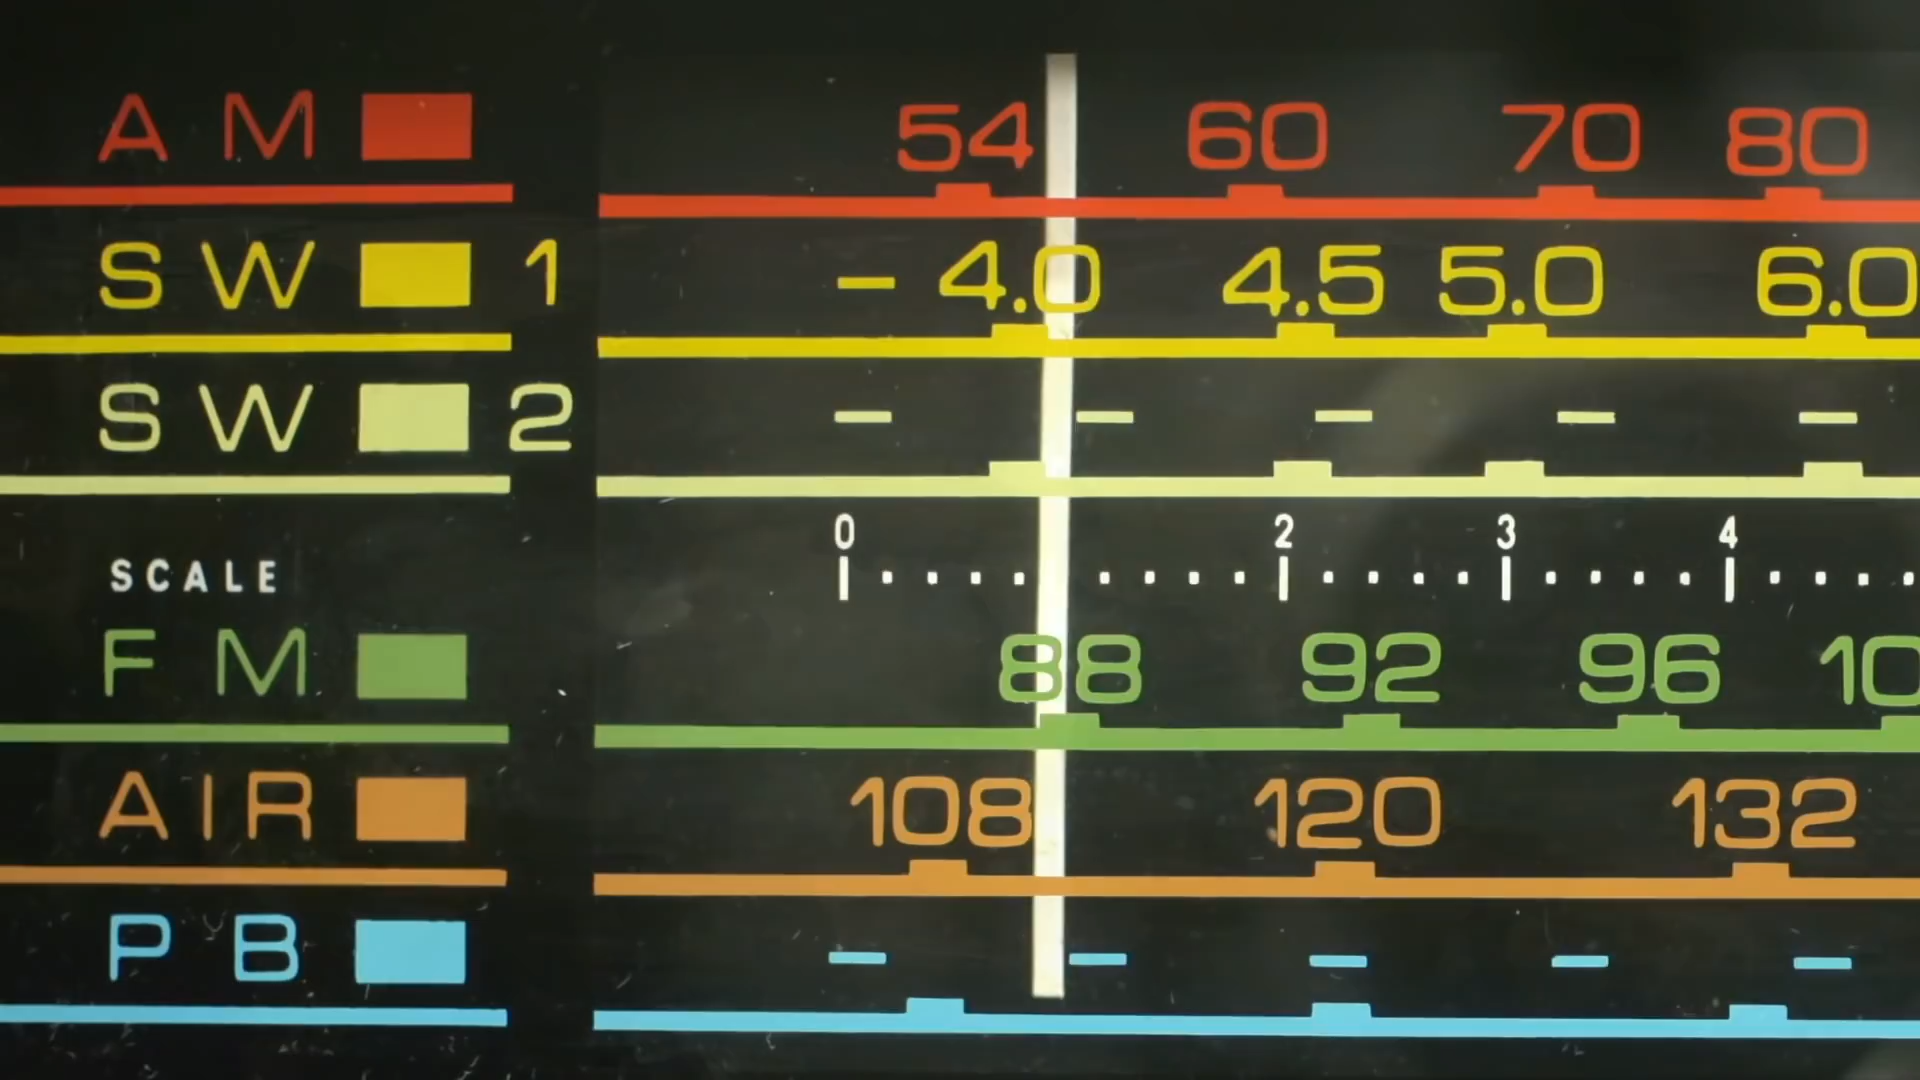 AM 54 60 70 80
SW 1 – 4.0 4.5 5.0 6.0
SW 2 – – – – –
0 2 3 4
SCALE
FM 88 92 96 10
AIR 108 120 132
PB – – – – –